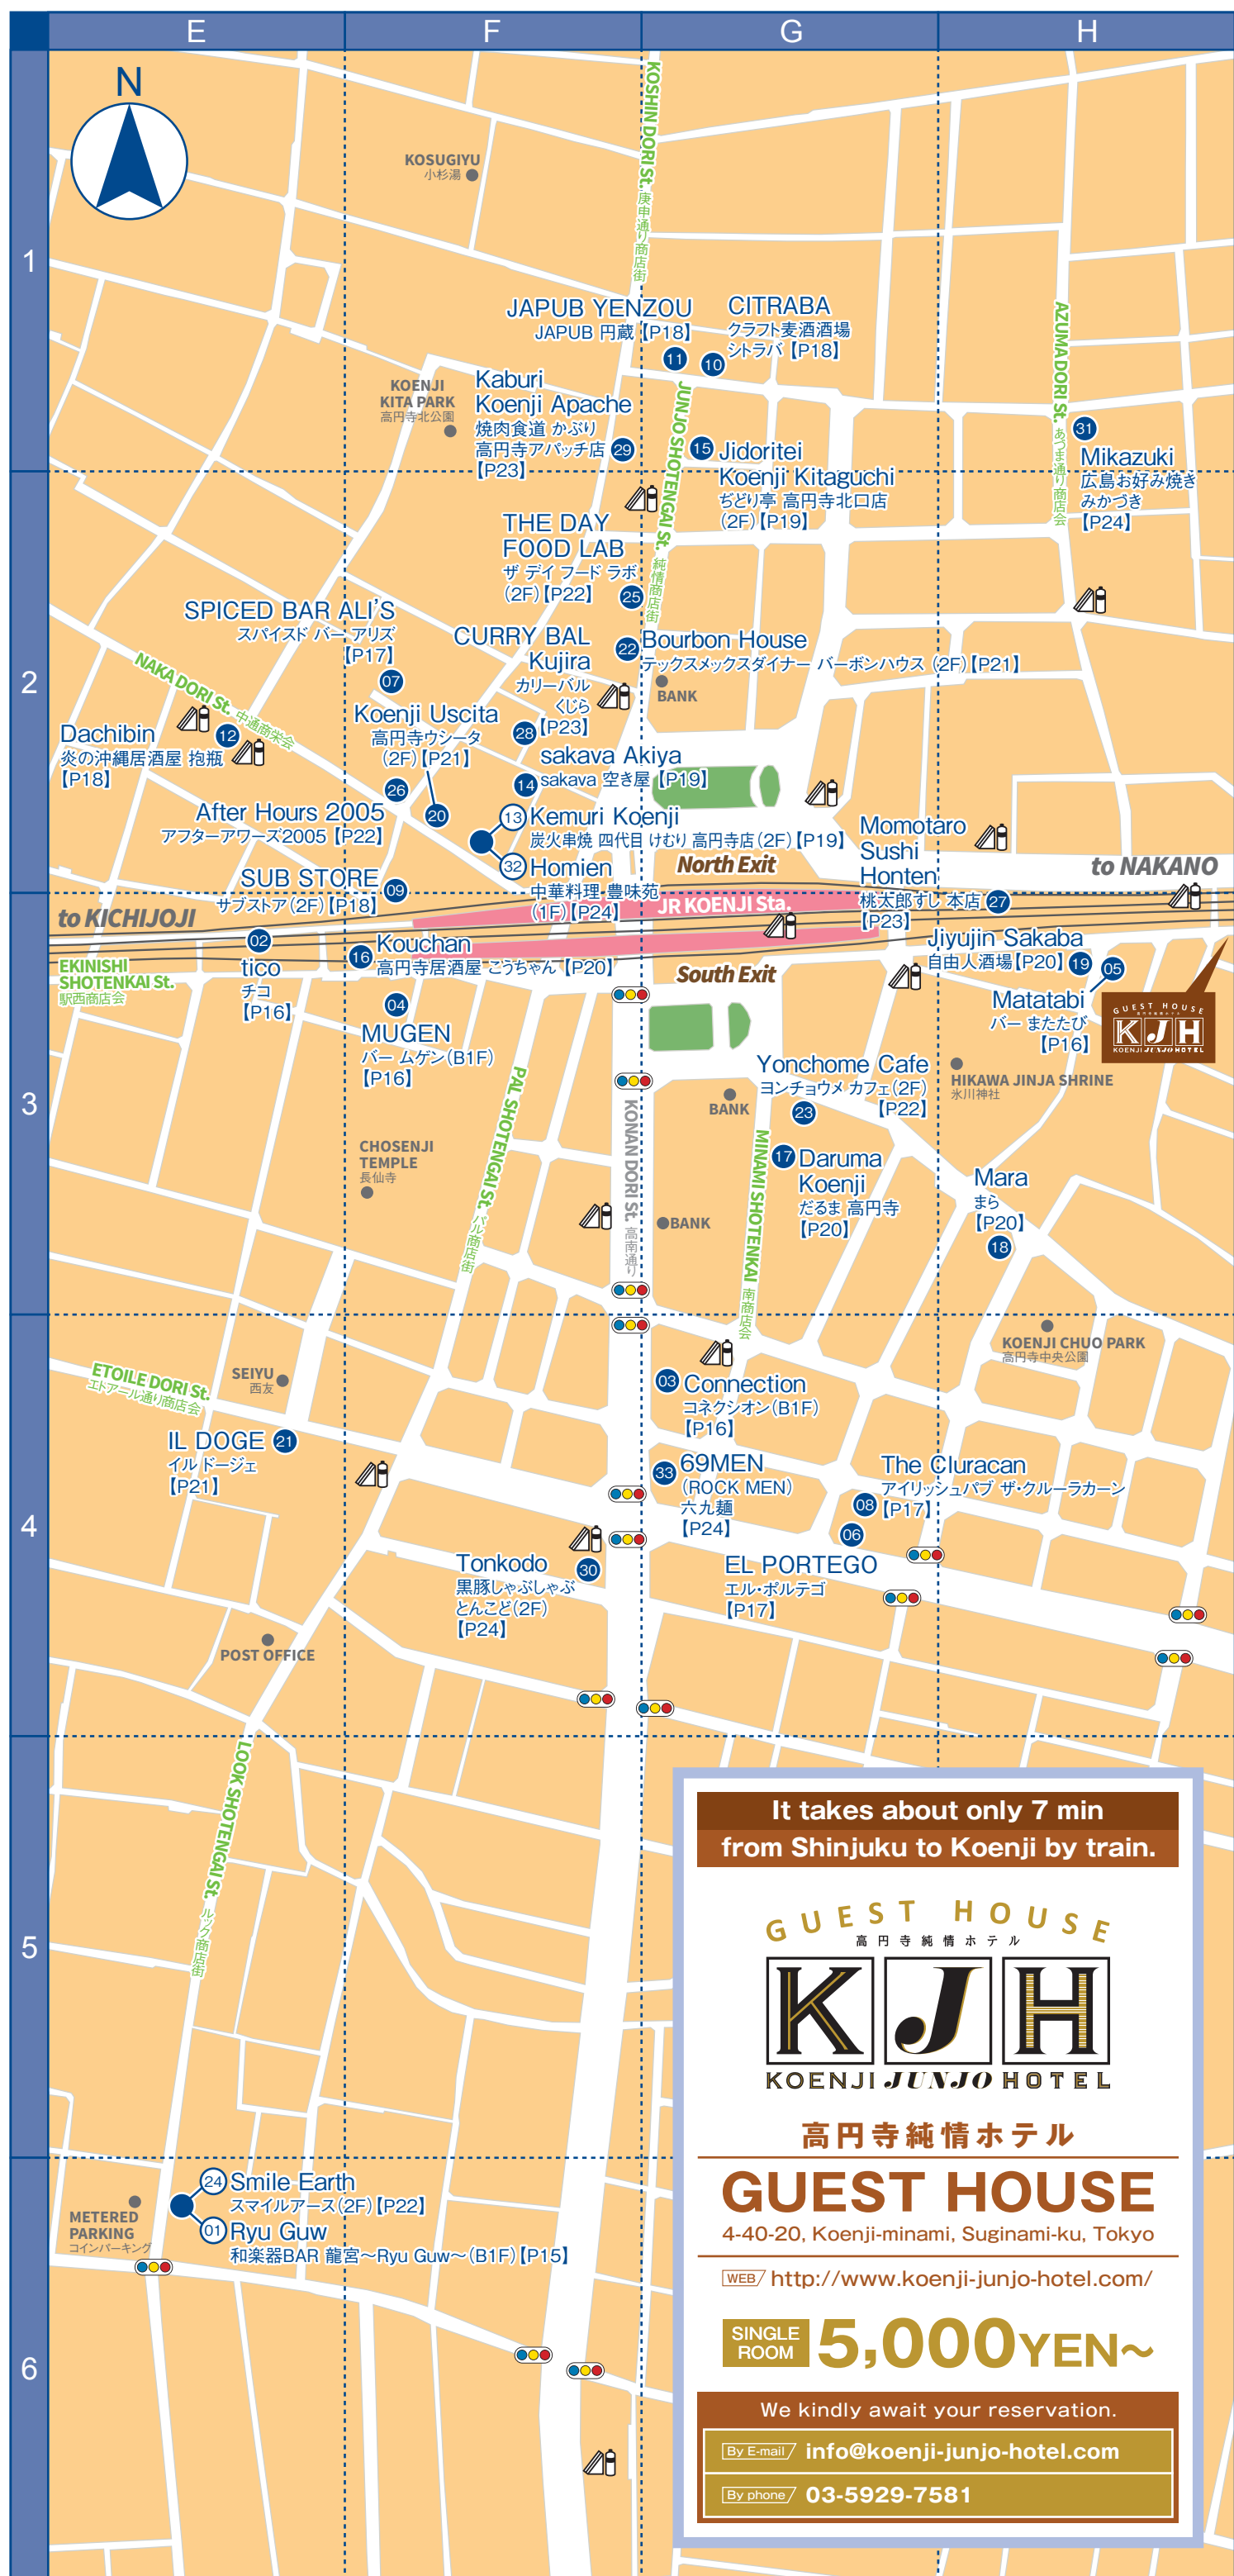 E
F
G
H
N
1
2
3
4
5
6
KOSHIN DORI St. 庚申通り商店街
KOSUGIYU
小杉湯
JAPUB YENZOU
JAPUB 円蔵【P18】
11
CITRABA
クラフト麦酒酒場
シトラバ【P18】
10
KOENJI
KITA PARK
高円寺北公園
Kaburi
Koenji Apache
焼肉食道 かぶり
高円寺アパッチ店
【P23】
29
JUNJO SHOTENGAI St. 純情商店街
15
Jidoritei
Koenji Kitaguchi
ぢどり亭 高円寺北口店
(2F)【P19】
AZUMA DORI St. あづま通り商店会
31
Mikazuki
広島お好み焼き
みかづき
【P24】
THE DAY
FOOD LAB
ザ デイ フード ラボ
(2F)【P22】
25
SPICED BAR ALI'S
スパイスド バー アリズ
【P17】
07
CURRY BAL
Kujira
カリーバル
くじら
【P23】
28
22
Bourbon House
テックスメックスダイナー バーボンハウス (2F)【P21】
BANK
NAKA DORI St. 中通商栄会
Dachibin
炎の沖縄居酒屋 抱瓶
【P18】
12
Koenji Uscita
高円寺ウシータ
(2F)【P21】
20
26
After Hours 2005
アフターアワーズ2005【P22】
sakava Akiya
14
sakava 空き屋【P19】
13
Kemuri Koenji
炭火串焼 四代目 けむり 高円寺店(2F)【P19】
32
Homien
中華料理 豊味苑
(1F)【P24】
Momotaro
Sushi
Honten
桃太郎すし 本店
27
【P23】
North Exit
to NAKANO
SUB STORE
サブストア(2F)【P18】
09
JR KOENJI Sta.
to KICHIJOJI
02
tico
チコ
【P16】
16
Kouchan
高円寺居酒屋 こうちゃん【P20】
South Exit
Jiyujin Sakaba
自由人酒場【P20】
19
05
Matatabi
バー またたび
【P16】
GUEST HOUSE
KJH
KOENJI JUNJO HOTEL
EKINISHI
SHOTENKAI St.
駅西商店会
04
MUGEN
バー ムゲン(B1F)
【P16】
PAL SHOTENGAI St. パル商店街
KONAN DORI St. 高南通り
Yonchome Cafe
ヨンチョウメ カフェ(2F)
【P22】
23
BANK
HIKAWA JINJA SHRINE
氷川神社
CHOSENJI
TEMPLE
長仙寺
MINAMI SHOTENKAI 南商店会
17
Daruma
Koenji
だるま 高円寺
【P20】
BANK
Mara
まら
【P20】
18
KOENJI CHUO PARK
高円寺中央公園
ETOILE DORI St.
エトアール通り商店会
SEIYU
西友
IL DOGE
21
イル ドージェ
【P21】
03
Connection
コネクシオン(B1F)
【P16】
33
69MEN
(ROCK MEN)
六九麺
【P24】
The Cluracan
アイリッシュパブ ザ・クルーラカーン
08
【P17】
06
EL PORTEGO
エル・ポルテゴ
【P17】
Tonkodo
黒豚しゃぶしゃぶ
とんこど(2F)
【P24】
30
POST OFFICE
LOOK SHOTENGAI St. ルック商店街
24
Smile Earth
スマイルアース(2F)【P22】
01
Ryu Guw
和楽器BAR 龍宮～Ryu Guw～(B1F)【P15】
METERED
PARKING
コインパーキング
It takes about only 7 min
from Shinjuku to Koenji by train.
GUEST HOUSE
高円寺純情ホテル
KJH
KOENJI JUNJO HOTEL
高円寺純情ホテル
GUEST HOUSE
4-40-20, Koenji-minami, Suginami-ku, Tokyo
WEB http://www.koenji-junjo-hotel.com/
SINGLE
ROOM
5,000YEN～
We kindly await your reservation.
By E-mail info@koenji-junjo-hotel.com
By phone 03-5929-7581